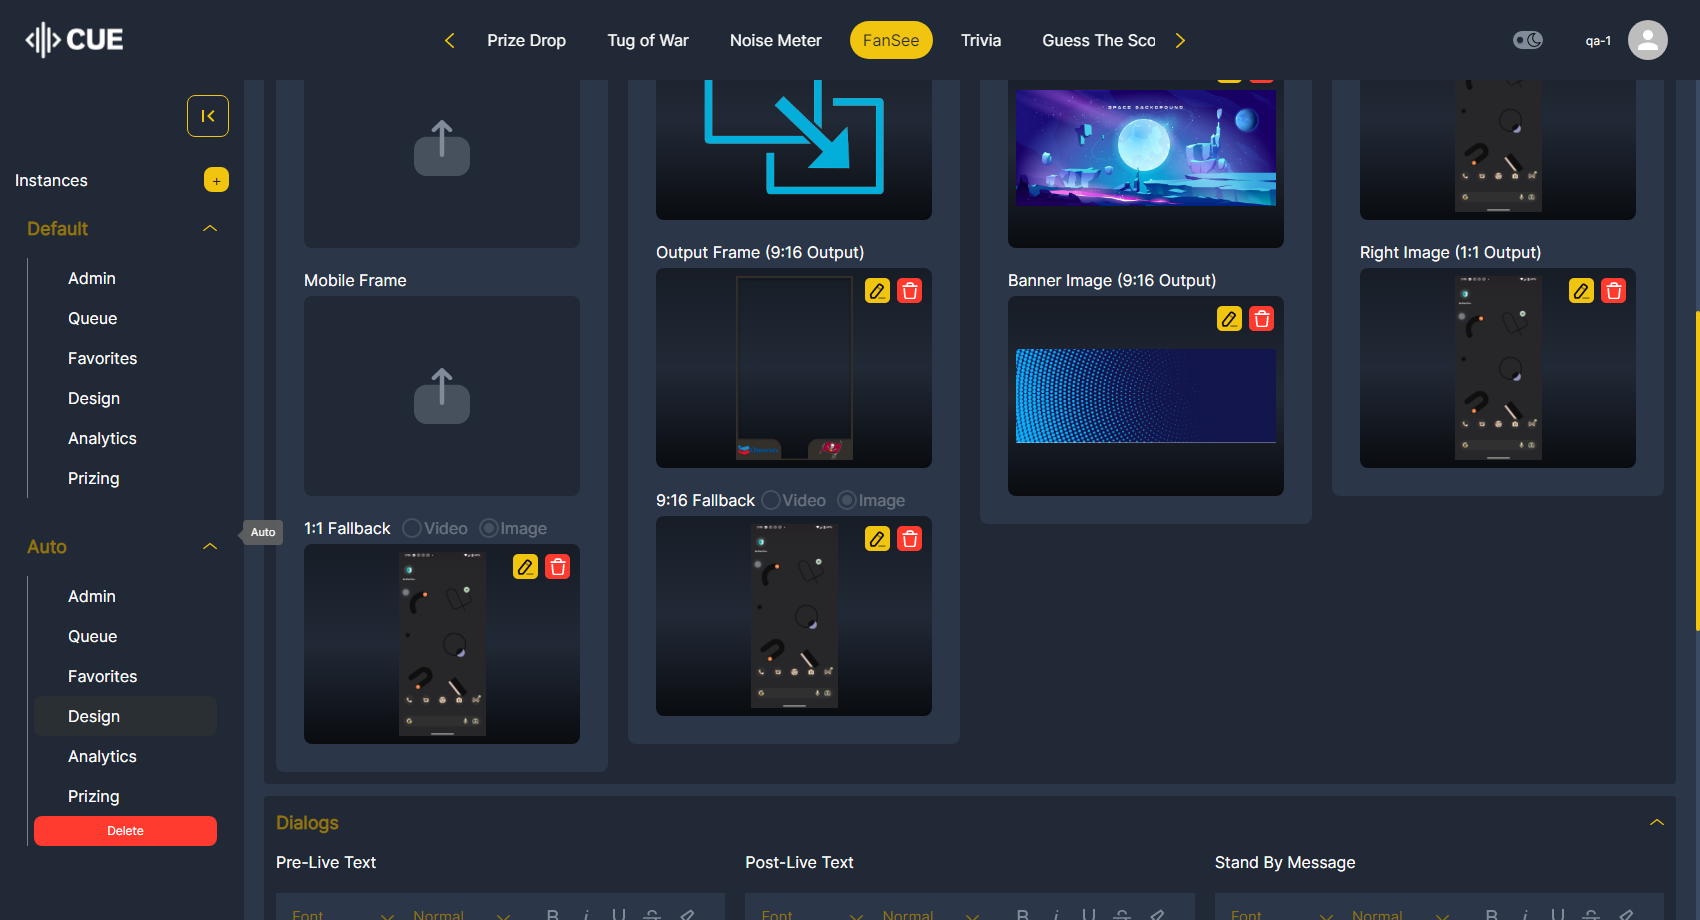 CUE
Prize Drop
Tug of War
Noise Meter
FanSee
Trivia
Guess The Sco
qa-1
Instances
+
Default
Admin
Queue
Favorites
Design
Analytics
Prizing
Auto
Auto
Admin
Queue
Favorites
Design
Analytics
Prizing
Delete
SPACE BACKGROUND
Output Frame (9:16 Output)
Right Image (1:1 Output)
Mobile Frame
Banner Image (9:16 Output)
9:16 Fallback Video Image
1:1 Fallback Video Image
Dialogs
Pre-Live Text
Post-Live Text
Stand By Message
Font Normal B i U S
Font Normal B i U S
Font Normal B i U S